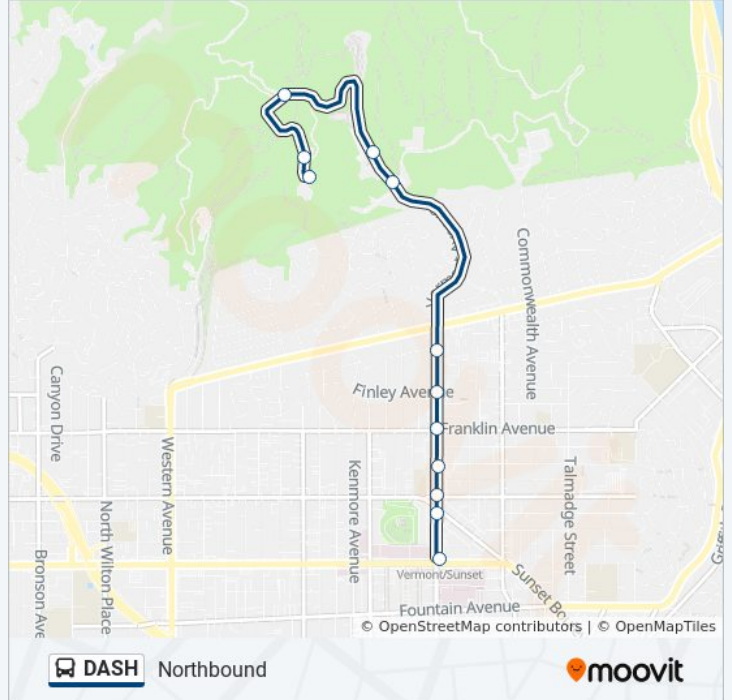 Commonwealth Avenue
Canyon Drive
Finley Avenue
Franklin Avenue
Western Avenue
Kenmore Avenue
Talmadge Street
North Wilton Place
Bronson Ave
Vermont/Sunset
Sunset Bo
Fountain Avenue
© OpenStreetMap contributors | © OpenMapTiles
DASH Northbound
moovit